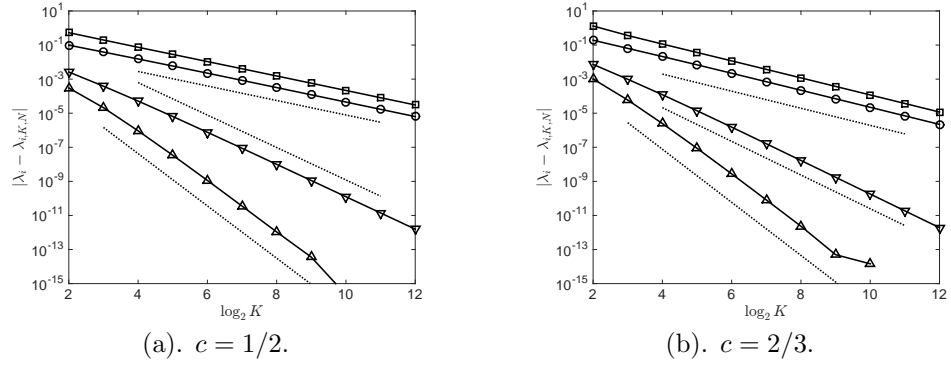 10^1
10^-1
10^-3
10^-5
10^-7
10^-9
10^-11
10^-13
10^-15
|λ_i − λ_{i,K,N}|
2 4 6 8 10 12
log_2 K
(a). c = 1/2.
10^1
10^-1
10^-3
10^-5
10^-7
10^-9
10^-11
10^-13
10^-15
|λ_i − λ_{i,K,N}|
2 4 6 8 10 12
log_2 K
(b). c = 2/3.